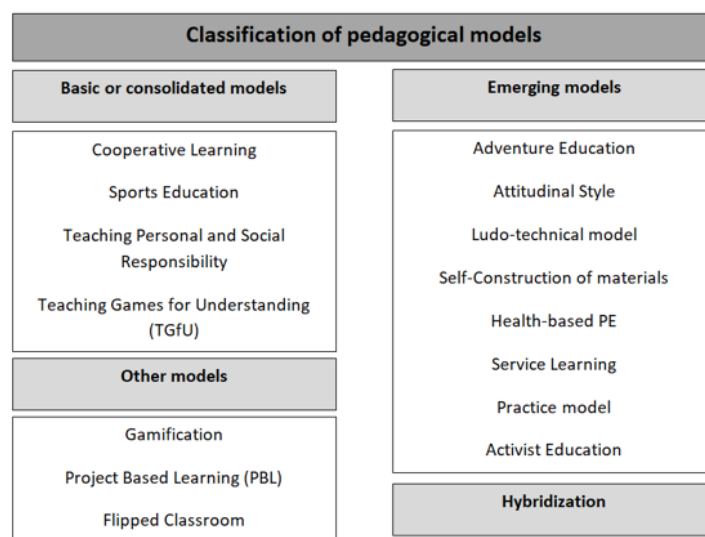 Classification of pedagogical models
Basic or consolidated models
Cooperative Learning
Sports Education
Teaching Personal and Social
Responsibility
Teaching Games for Understanding
(TGfU)
Other models
Gamification
Project Based Learning (PBL)
Flipped Classroom
Emerging models
Adventure Education
Attitudinal Style
Ludo-technical model
Self-Construction of materials
Health-based PE
Service Learning
Practice model
Activist Education
Hybridization